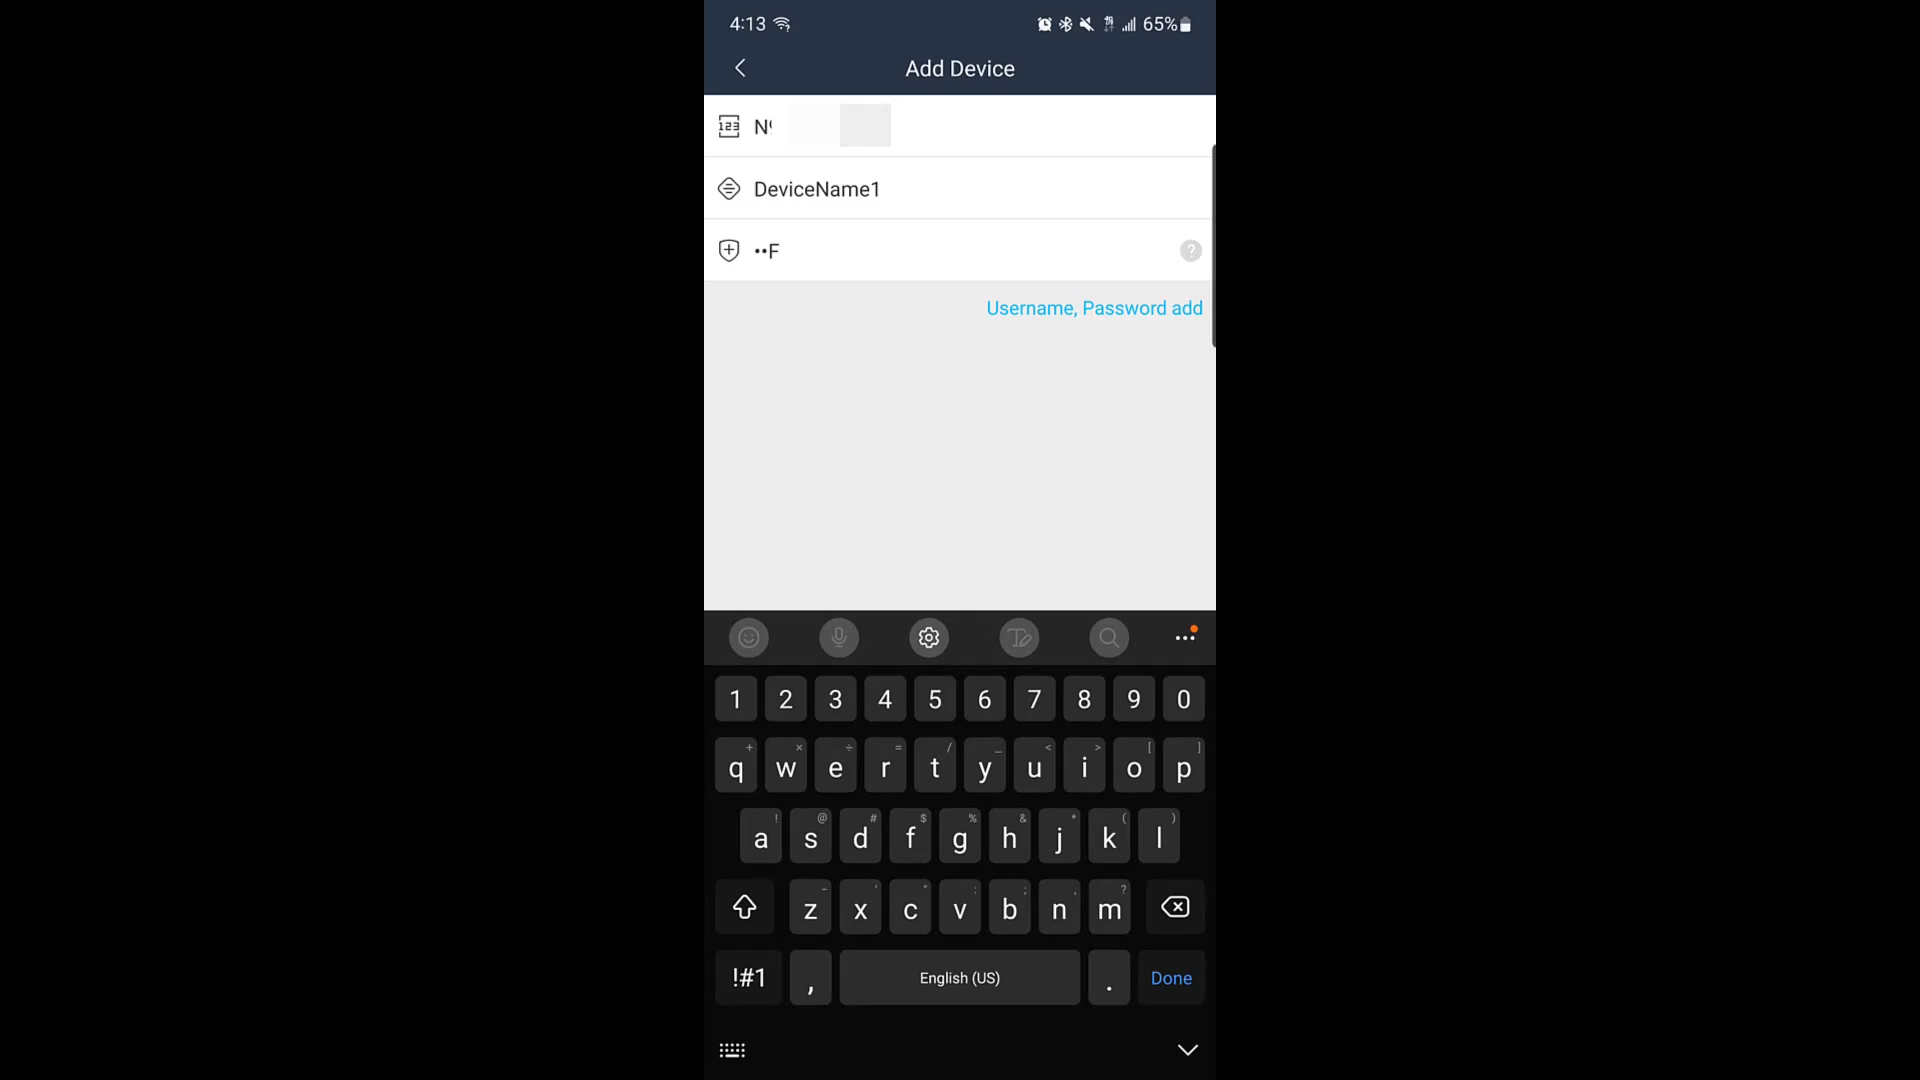 4:13 65%
Add Device
123
DeviceName1
••F
?
Username, Password add
1 2 3 4 5 6 7 8 9 0
+ × ÷ = / _ < > [ ]
q w e r t y u i o p
! @ # $ % & * ( )
a s d f g h j k l
z x c v b n m
!#1 , English (US) . Done